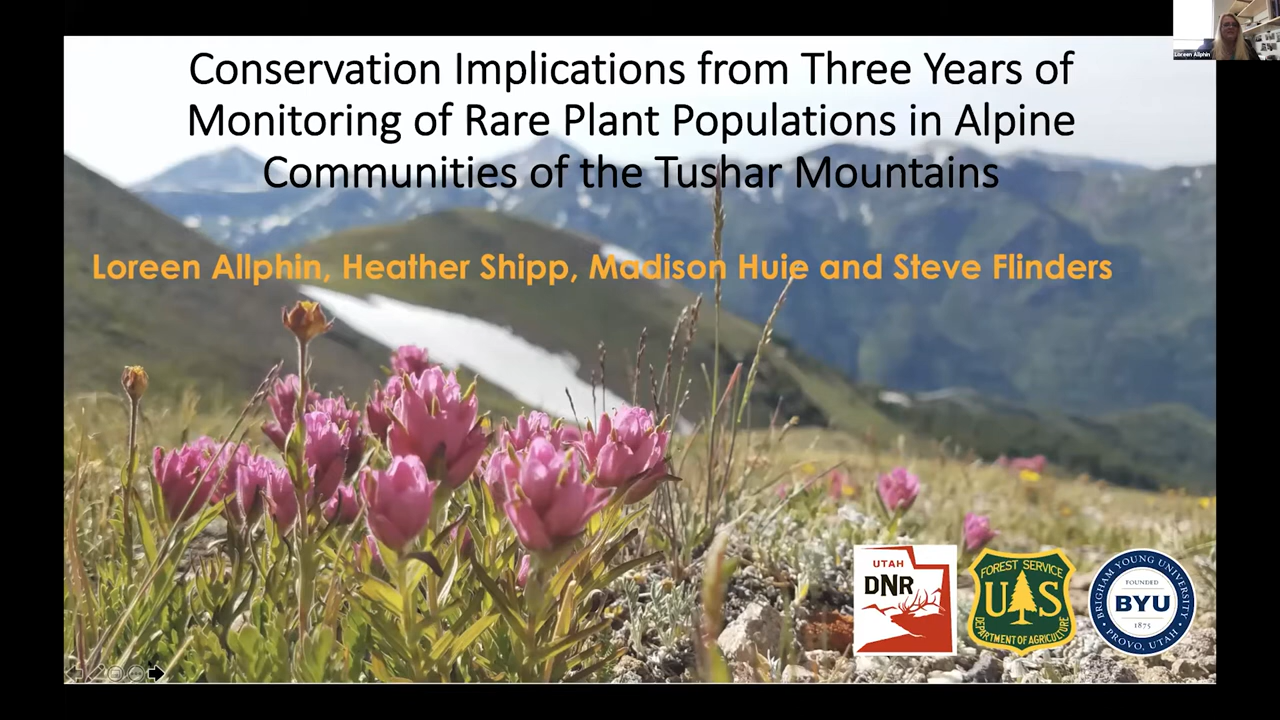 Conservation Implications from Three Years of
Monitoring of Rare Plant Populations in Alpine
Communities of the Tushar Mountains
Loreen Allphin, Heather Shipp, Madison Huie and Steve Flinders
Loreen Allphin
UTAH
DNR
FOREST SERVICE
U S
DEPARTMENT OF AGRICULTURE
BRIGHAM YOUNG UNIVERSITY
FOUNDED
BYU
1875
PROVO, UTAH